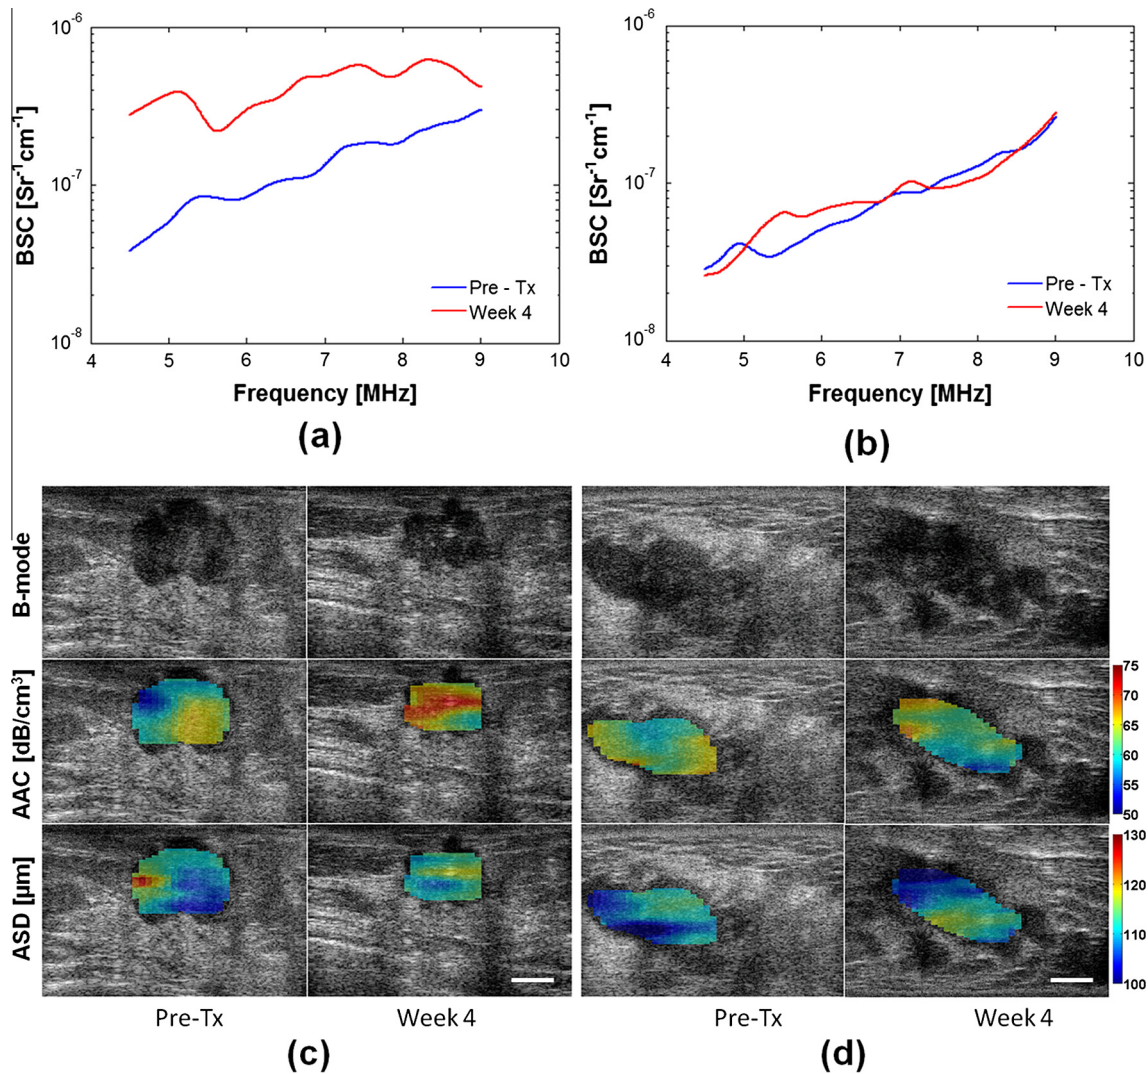 10⁻⁶
10⁻⁷
10⁻⁸
BSC [Sr⁻¹cm⁻¹]
Pre - Tx
Week 4
4 5 6 7 8 9 10
Frequency [MHz]
(a)
10⁻⁶
10⁻⁷
10⁻⁸
BSC [Sr⁻¹cm⁻¹]
Pre - Tx
Week 4
4 5 6 7 8 9 10
Frequency [MHz]
(b)
B-mode
AAC [dB/cm³]
75
70
65
60
55
50
ASD [µm]
130
120
110
100
Pre-Tx Week 4 Pre-Tx Week 4
(c) (d)